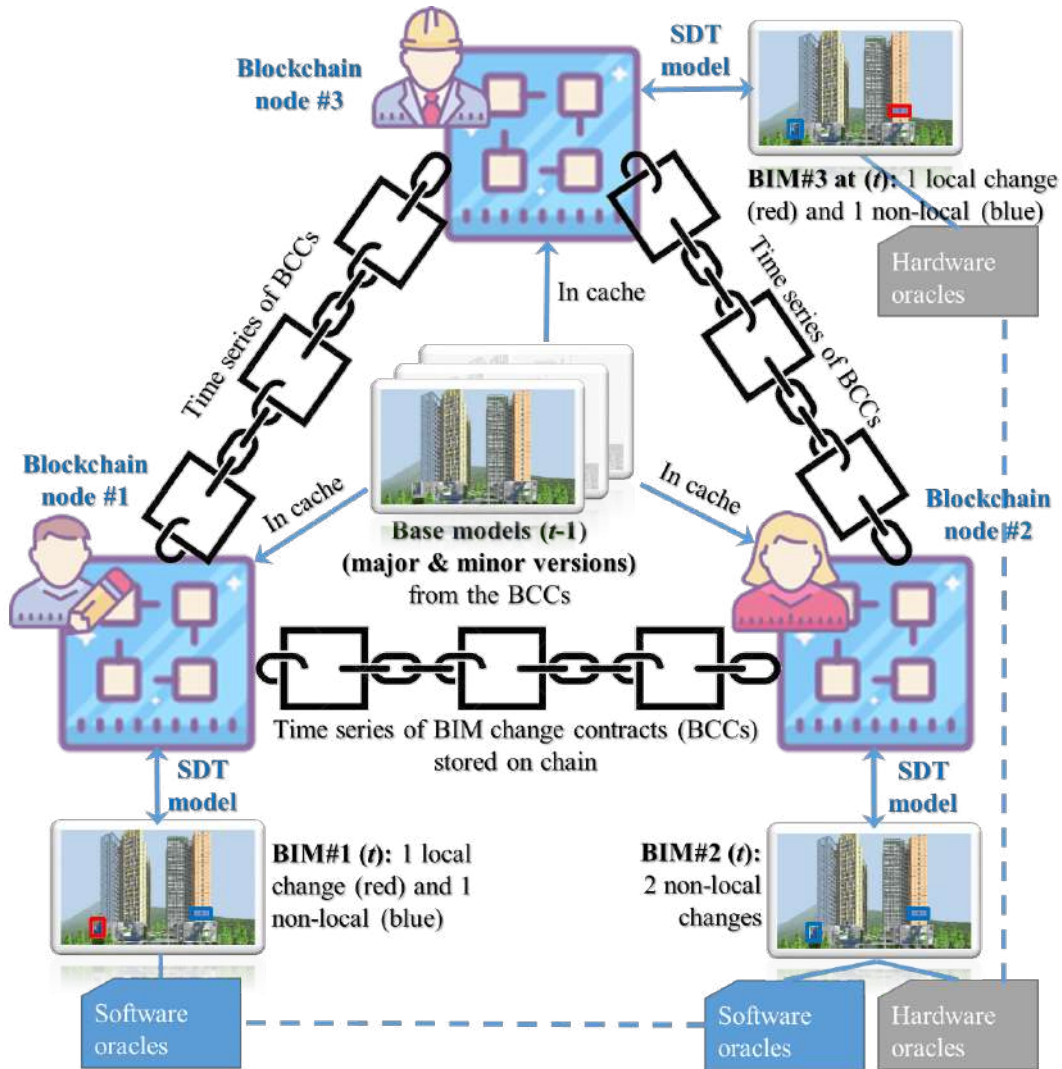 Blockchain
node #3
SDT
model
BIM#3 at (t): 1 local change
(red) and 1 non-local (blue)
Hardware
oracles
Time series of BCCs
In cache
Time series of BCCs
Blockchain
node #1
In cache
In cache
Blockchain
node #2
Base models (t-1)
(major & minor versions)
from the BCCs
Time series of BIM change contracts (BCCs)
stored on chain
SDT
model
SDT
model
BIM#1 (t): 1 local
change (red) and 1
non-local (blue)
BIM#2 (t):
2 non-local
changes
Software
oracles
Software
oracles
Hardware
oracles